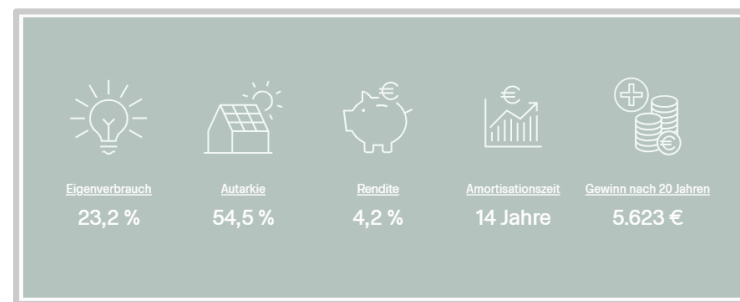 Eigenverbrauch
23,2 %
Autarkie
54,5 %
Rendite
4,2 %
Amortisationszeit
14 Jahre
Gewinn nach 20 Jahren
5.623 €